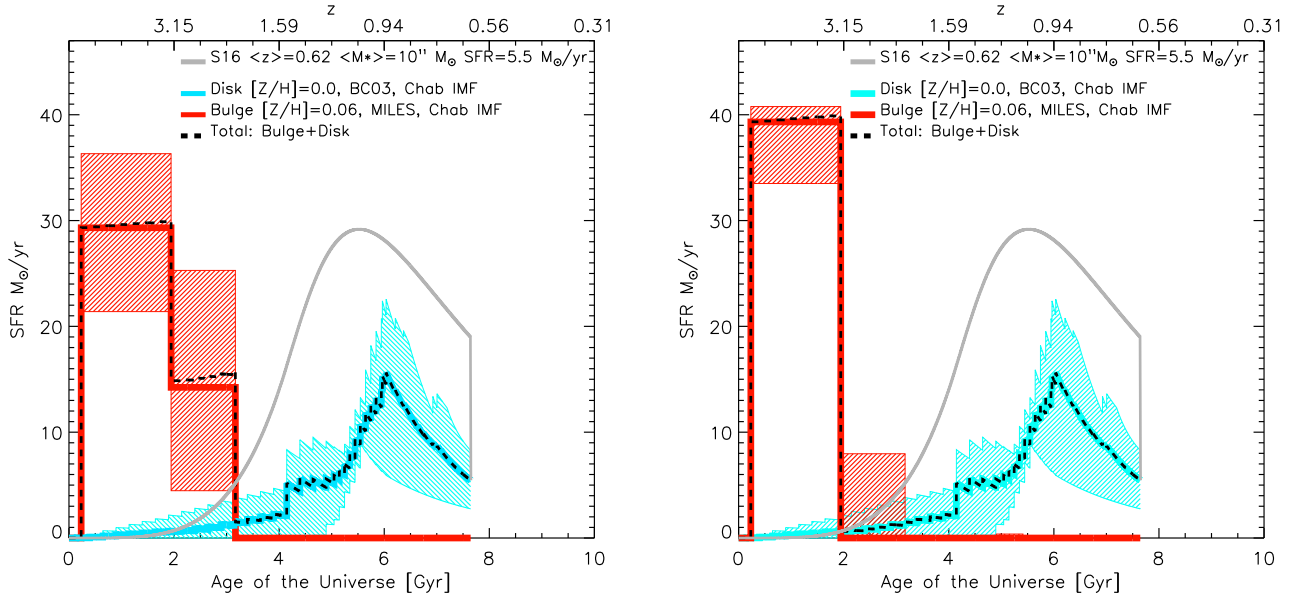 z
3.15 1.59 0.94 0.56 0.31
S16 <z>=0.62 <M*>=10" M⊙ SFR=5.5 M⊙/yr
Disk [Z/H]=0.0, BC03, Chab IMF
Bulge [Z/H]=0.06, MILES, Chab IMF
Total: Bulge+Disk
40
30
20
10
0
SFR M⊙/yr
0 2 4 6 8 10
Age of the Universe [Gyr]
z
3.15 1.59 0.94 0.56 0.31
S16 <z>=0.62 <M*>=10"M⊙ SFR=5.5 M⊙/yr
Disk [Z/H]=0.0, BC03, Chab IMF
Bulge [Z/H]=0.06, MILES, Chab IMF
Total: Bulge+Disk
40
30
20
10
0
SFR M⊙/yr
0 2 4 6 8 10
Age of the Universe [Gyr]